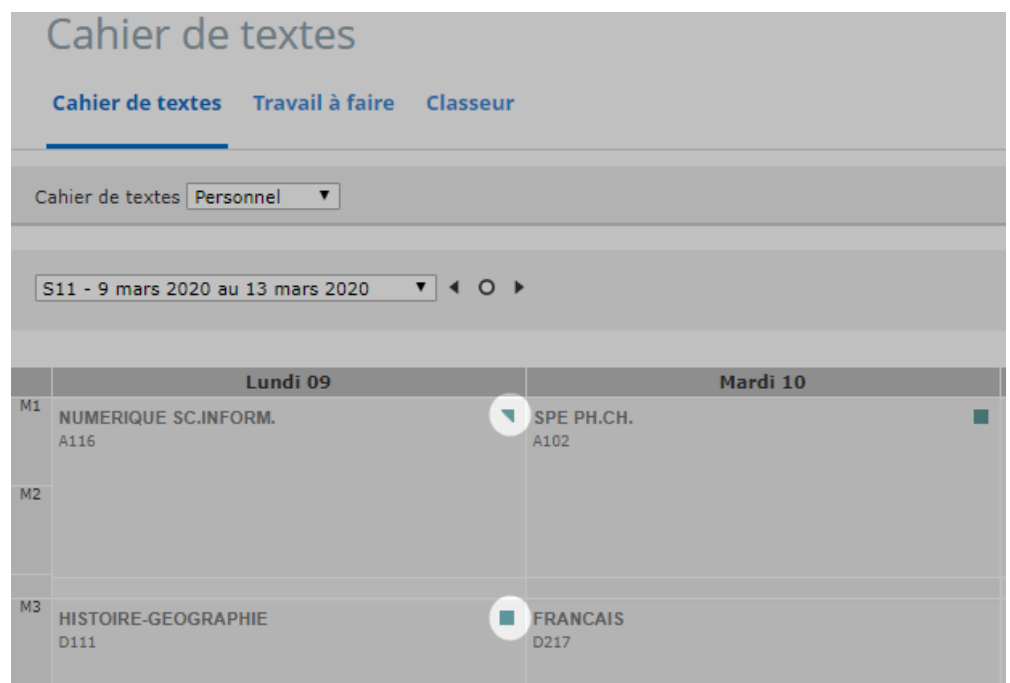 Cahier de textes
Cahier de textes Travail à faire Classeur
Cahier de textes Personnel
S11 - 9 mars 2020 au 13 mars 2020
Lundi 09 Mardi 10
M1
NUMERIQUE SC.INFORM. SPE PH.CH.
A116 A102
M2
M3
HISTOIRE-GEOGRAPHIE FRANCAIS
D111 D217